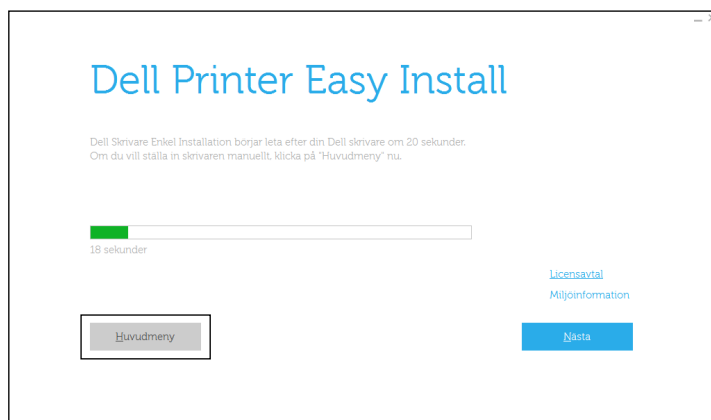 Dell Printer Easy Install
Dell Skrivare Enkel Installation börjar leta efter din Dell skrivare om 20 sekunder.
Om du vill ställa in skrivaren manuellt, klicka på "Huvudmeny" nu.
18 sekunder
Licensavtal
Miljöinformation
Huvudmeny
Nästa